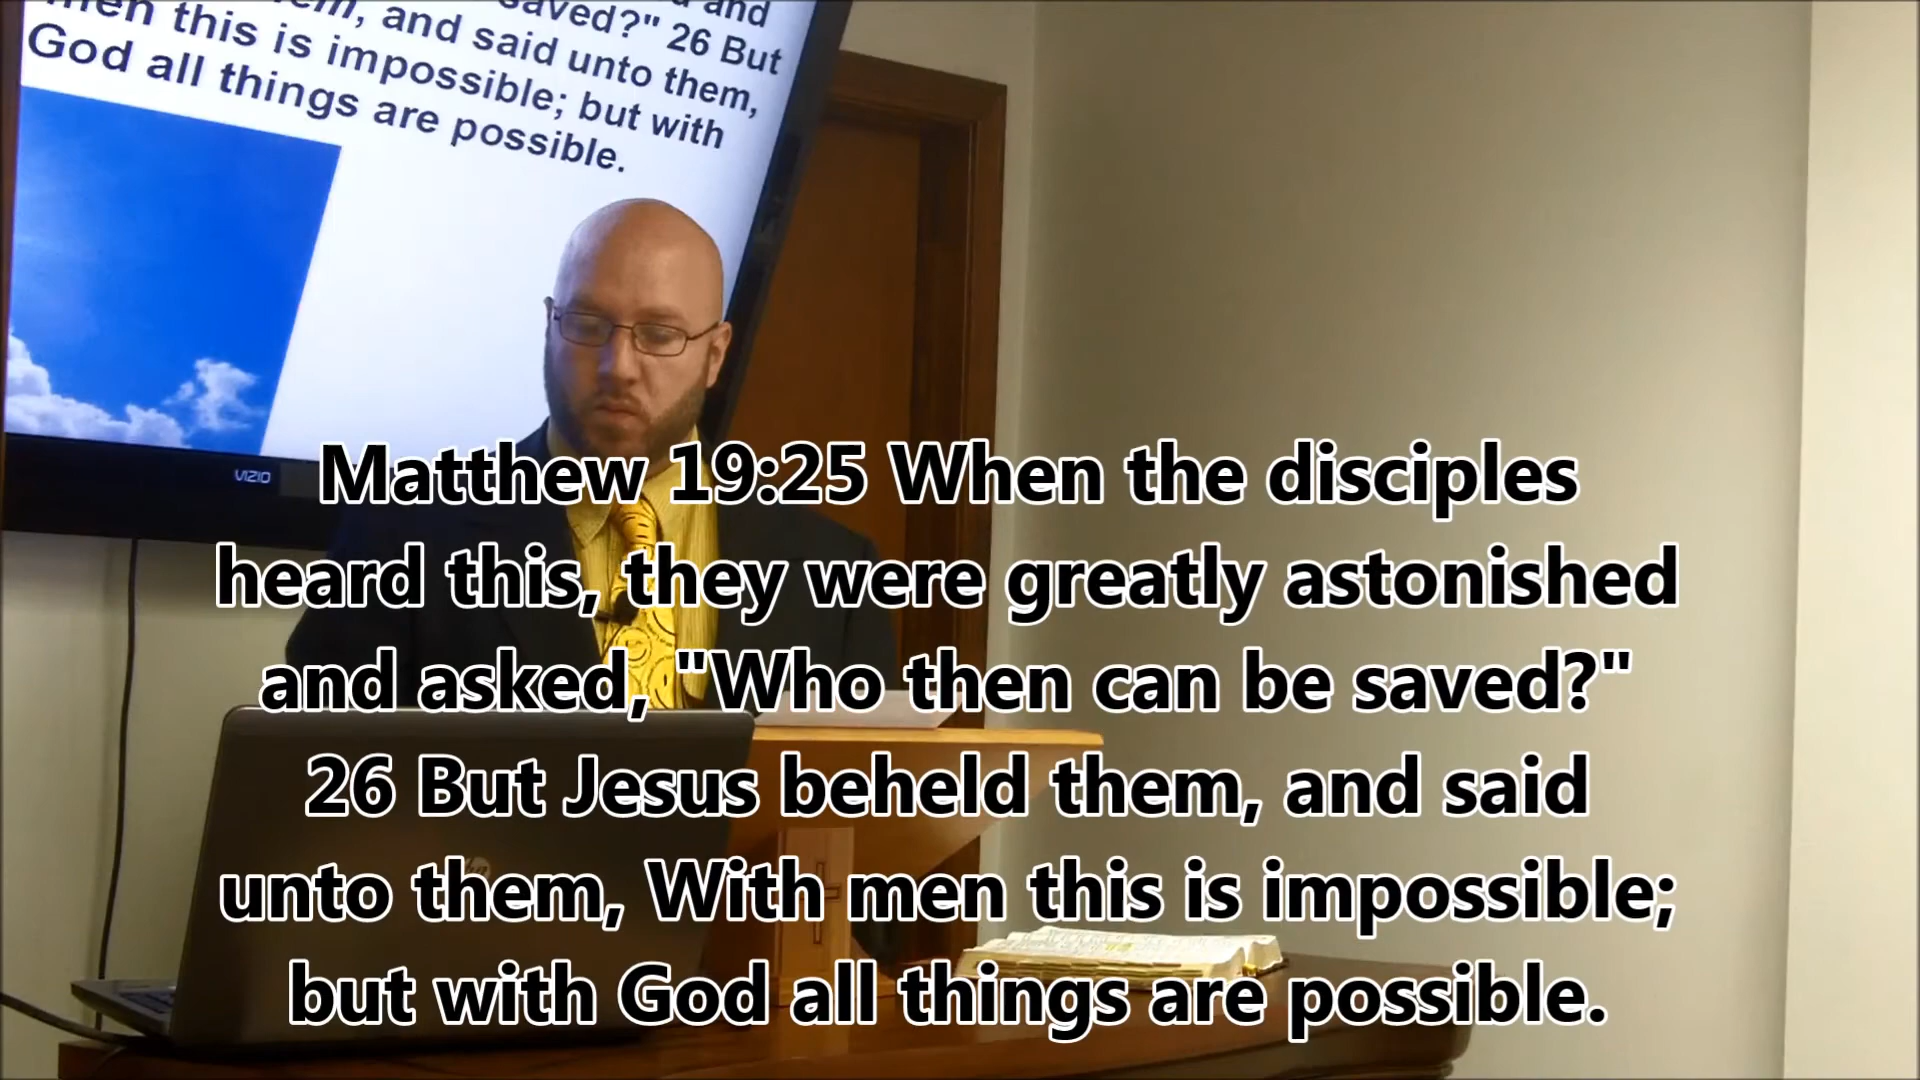 and
em, and said unto them,
saved?" 26 But
this is impossible; but with
God all things are possible.
VIZIO
Matthew 19:25 When the disciples
heard this, they were greatly astonished
and asked, "Who then can be saved?"
26 But Jesus beheld them, and said
unto them, With men this is impossible;
but with God all things are possible.
hp